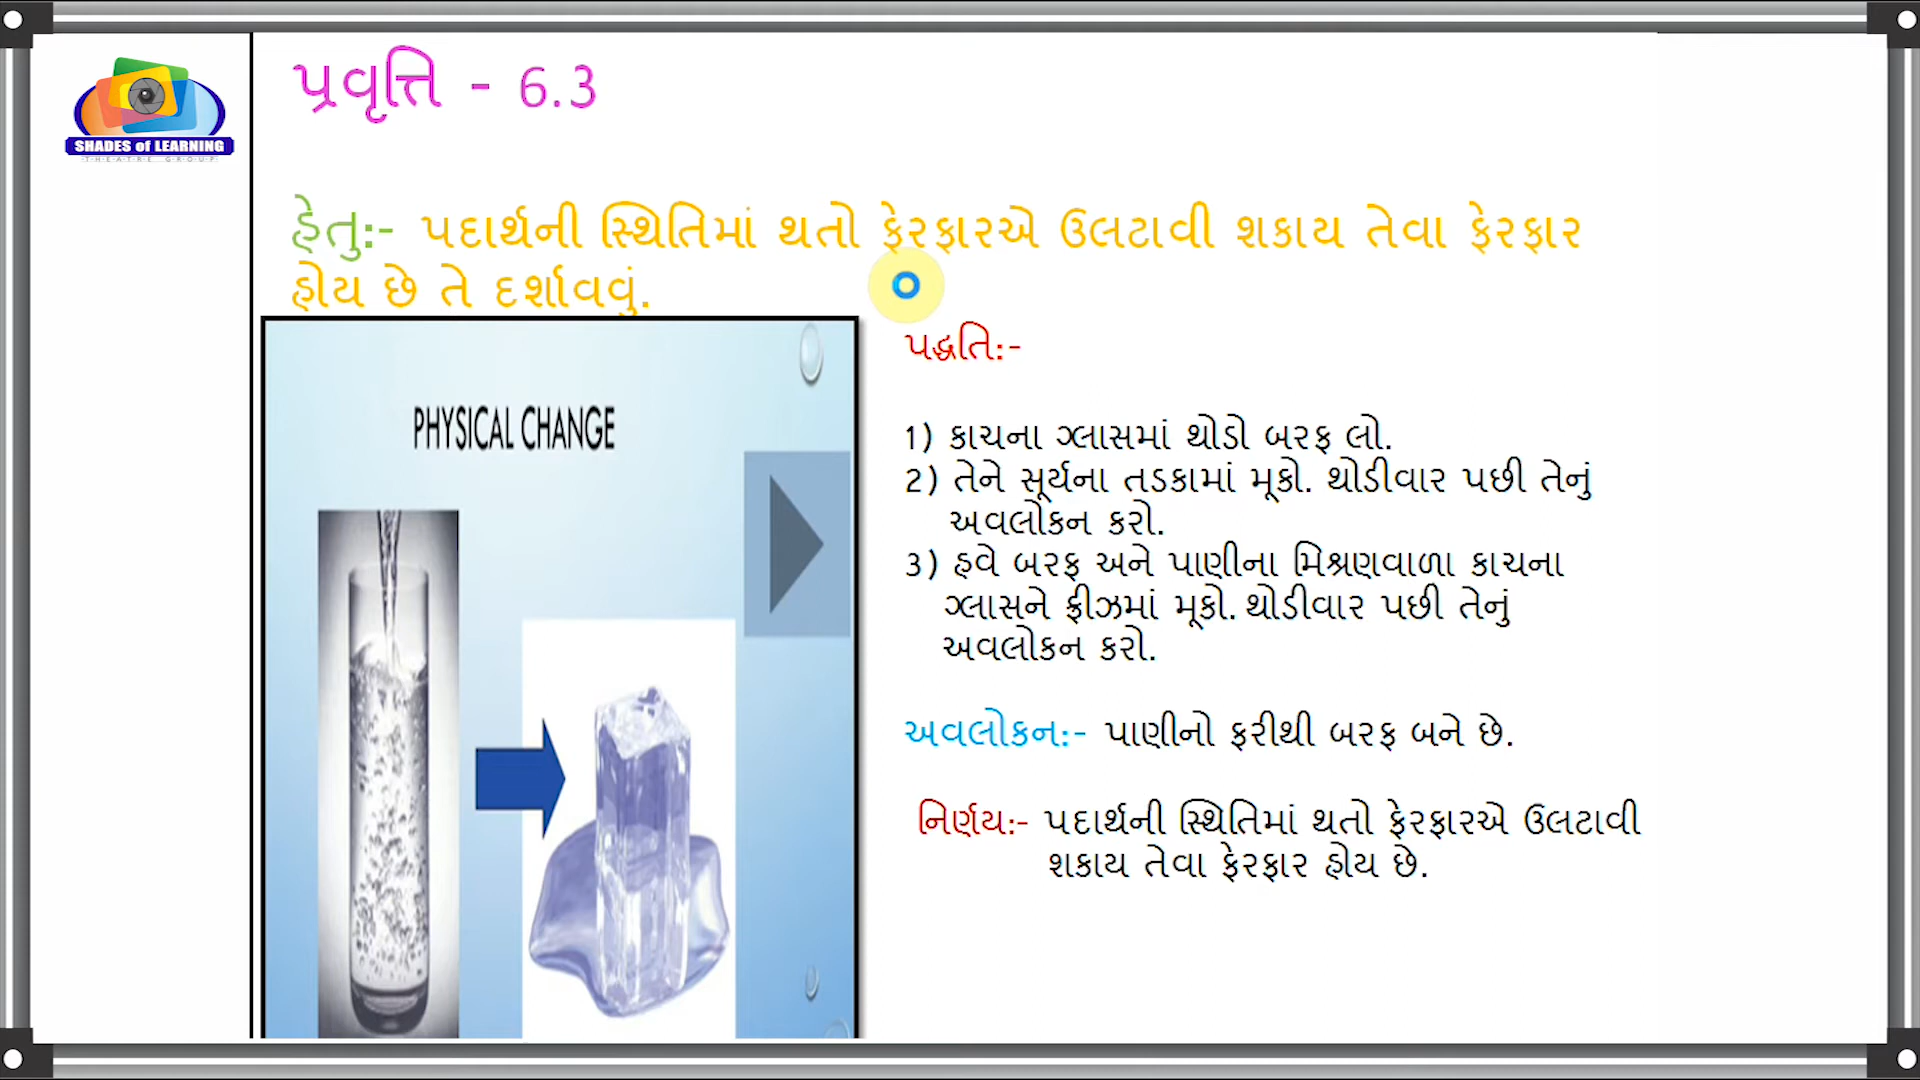 SHADES of LEARNING
THEATRE GROUP
પ્રવૃત્તિ - 6.3
હેતુ:- પદાર્થની સ્થિતિમાં થતો ફેરફારએ ઉલટાવી શકાય તેવા ફેરફાર
હોય છે તે દર્શાવવું.
PHYSICAL CHANGE
પદ્ધતિ:-
1) કાચના ગ્લાસમાં થોડો બરફ લો.
2) તેને સૂર્યના તડકામાં મૂકો. થોડીવાર પછી તેનું
અવલોકન કરો.
3) હવે બરફ અને પાણીના મિશ્રણવાળા કાચના
ગ્લાસને ફ્રીઝમાં મૂકો. થોડીવાર પછી તેનું
અવલોકન કરો.
અવલોકન:- પાણીનો ફરીથી બરફ બને છે.
નિર્ણય:- પદાર્થની સ્થિતિમાં થતો ફેરફારએ ઉલટાવી
શકાય તેવા ફેરફાર હોય છે.